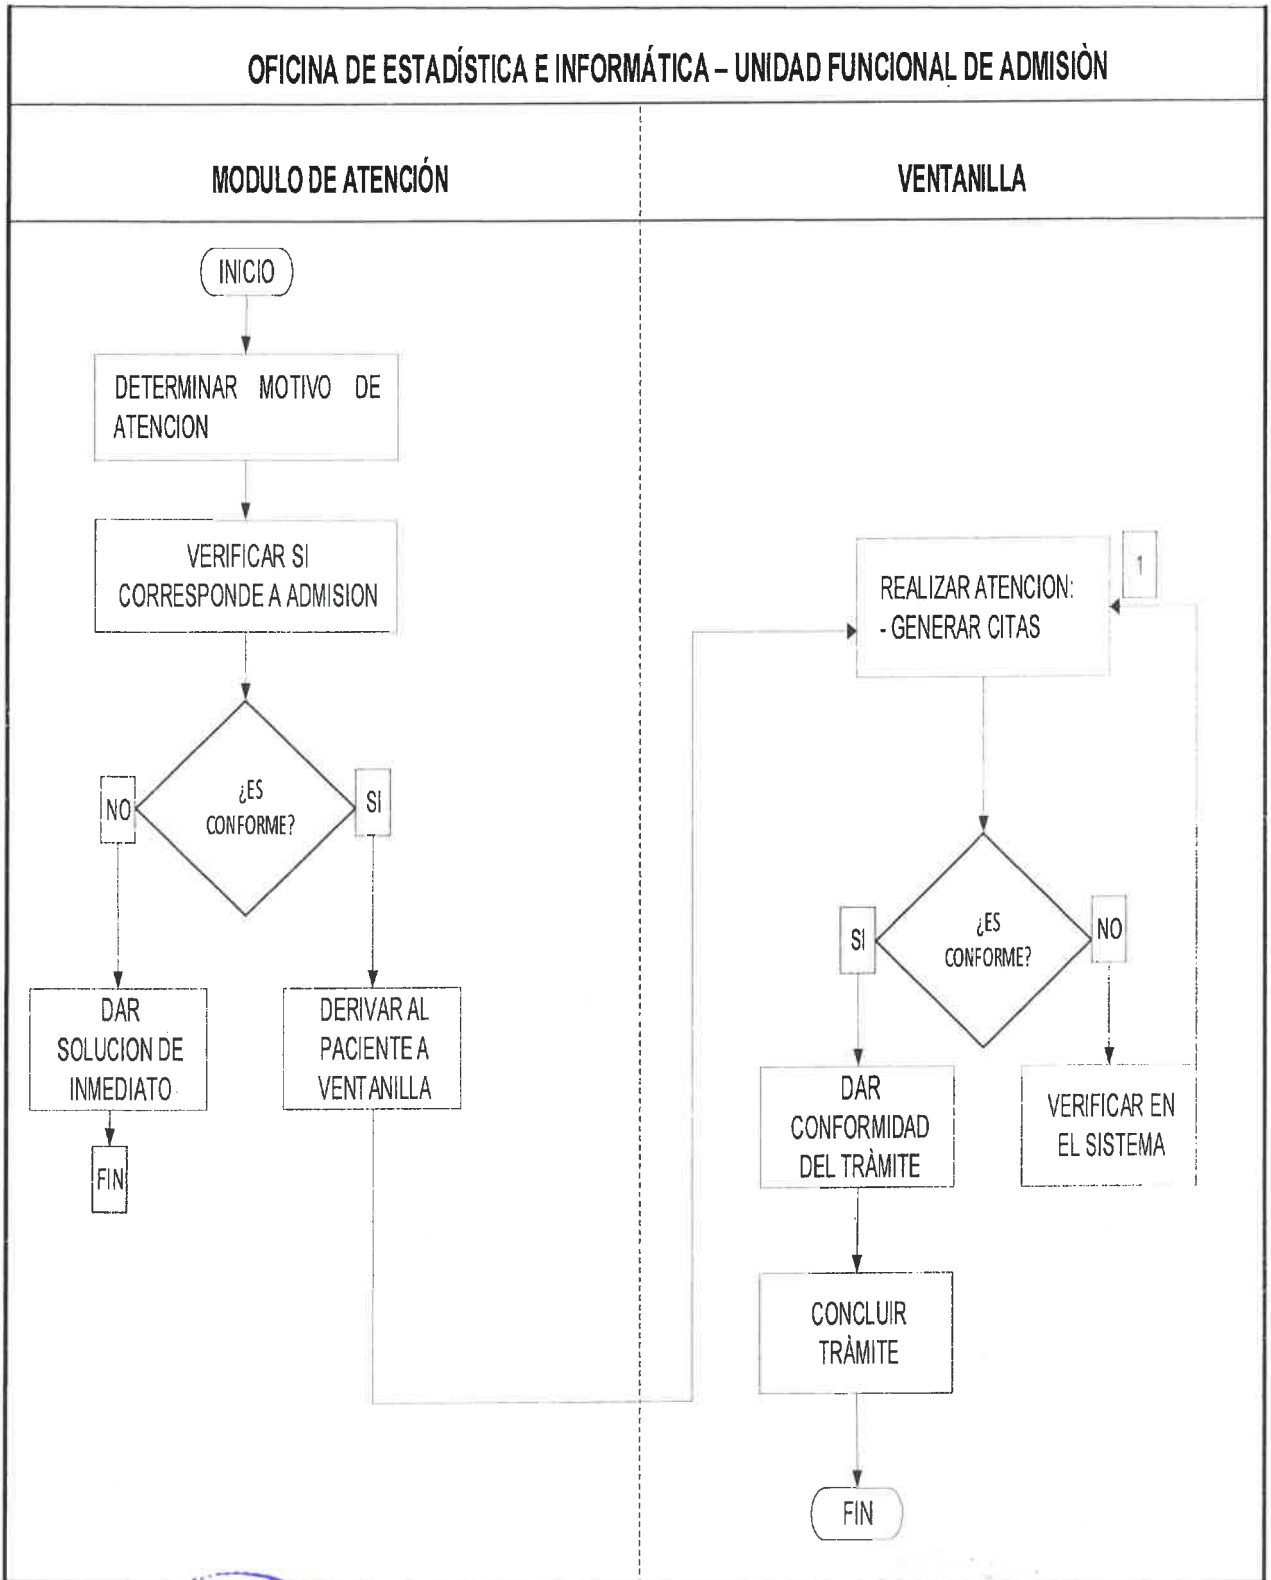 OFICINA DE ESTADÍSTICA E INFORMÁTICA – UNIDAD FUNCIONAL DE ADMISIÒN
MODULO DE ATENCIÓN
VENTANILLA
INICIO
DETERMINAR MOTIVO DE
ATENCION
VERIFICAR SI
CORRESPONDE A ADMISION
¿ES
CONFORME?
NO
SI
DAR
SOLUCION DE
INMEDIATO
FIN
DERIVAR AL
PACIENTE A
VENTANILLA
1
REALIZAR ATENCION:
- GENERAR CITAS
¿ES
CONFORME?
SI
NO
DAR
CONFORMIDAD
DEL TRÀMITE
VERIFICAR EN
EL SISTEMA
CONCLUIR
TRÀMITE
FIN